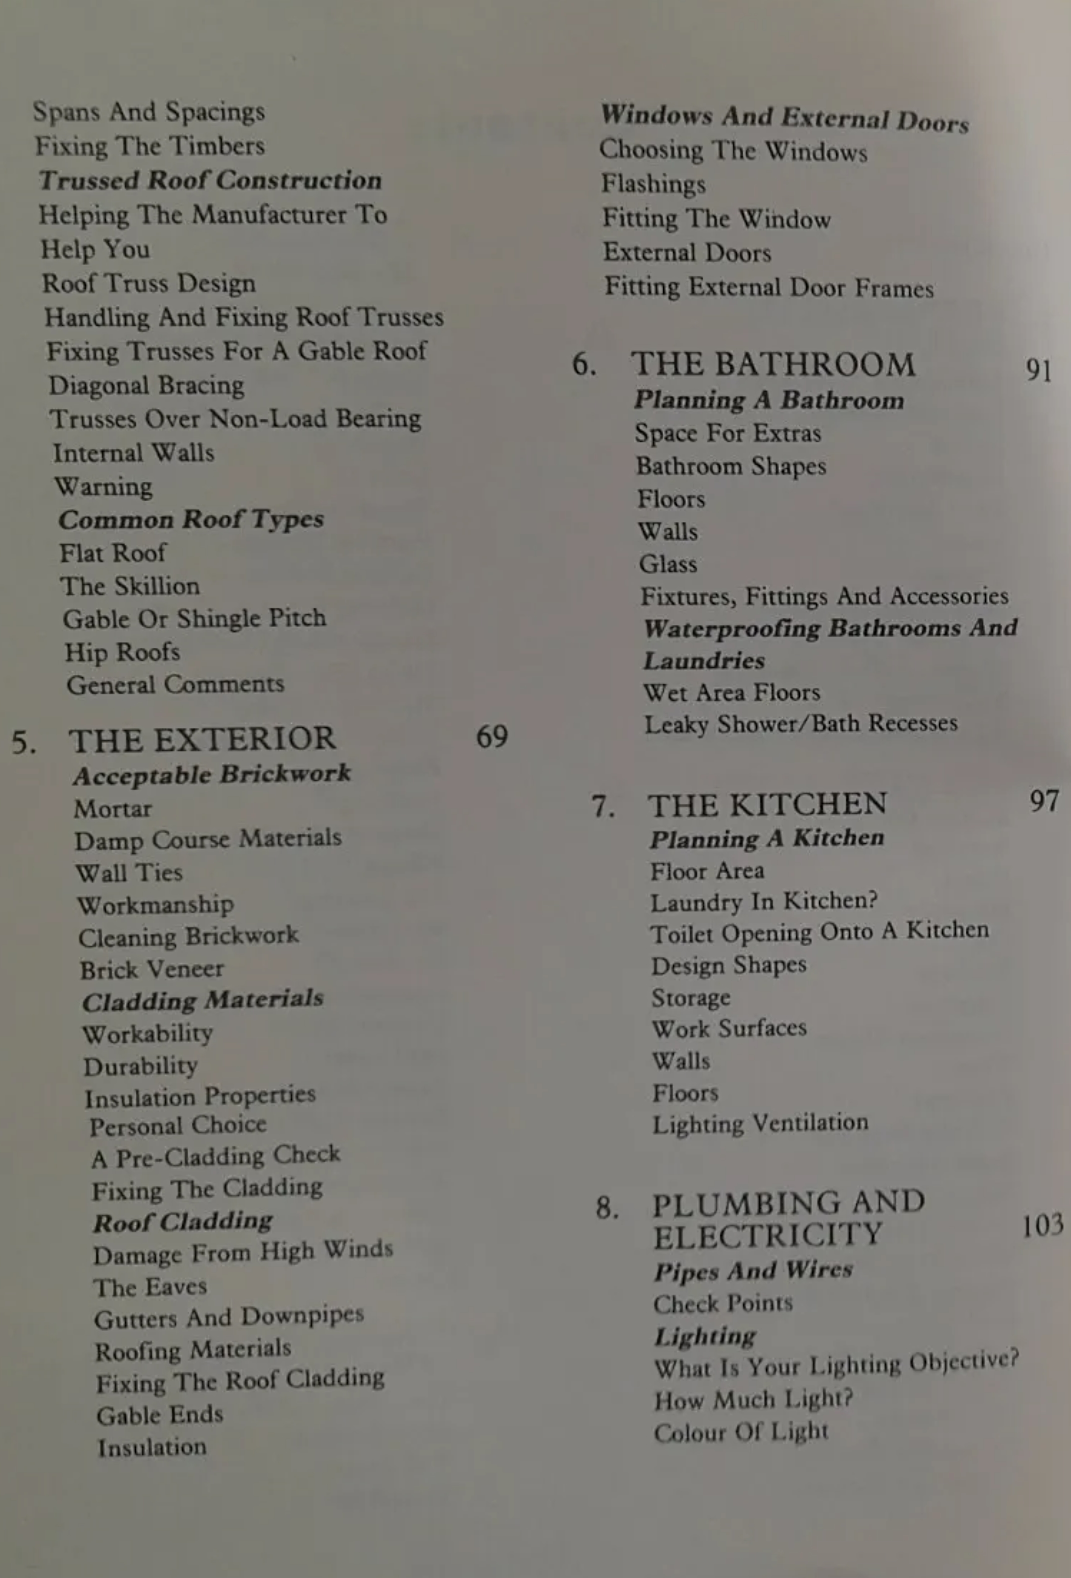 Spans And Spacings
Fixing The Timbers
Trussed Roof Construction
Helping The Manufacturer To
Help You
Roof Truss Design
Handling And Fixing Roof Trusses
Fixing Trusses For A Gable Roof
Diagonal Bracing
Trusses Over Non-Load Bearing
Internal Walls
Warning
Common Roof Types
Flat Roof
The Skillion
Gable Or Shingle Pitch
Hip Roofs
General Comments
5. THE EXTERIOR 69
Acceptable Brickwork
Mortar
Damp Course Materials
Wall Ties
Workmanship
Cleaning Brickwork
Brick Veneer
Cladding Materials
Workability
Durability
Insulation Properties
Personal Choice
A Pre-Cladding Check
Fixing The Cladding
Roof Cladding
Damage From High Winds
The Eaves
Gutters And Downpipes
Roofing Materials
Fixing The Roof Cladding
Gable Ends
Insulation
Windows And External Doors
Choosing The Windows
Flashings
Fitting The Window
External Doors
Fitting External Door Frames
6. THE BATHROOM 91
Planning A Bathroom
Space For Extras
Bathroom Shapes
Floors
Walls
Glass
Fixtures, Fittings And Accessories
Waterproofing Bathrooms And
Laundries
Wet Area Floors
Leaky Shower/Bath Recesses
7. THE KITCHEN 97
Planning A Kitchen
Floor Area
Laundry In Kitchen?
Toilet Opening Onto A Kitchen
Design Shapes
Storage
Work Surfaces
Walls
Floors
Lighting Ventilation
8. PLUMBING AND
ELECTRICITY 103
Pipes And Wires
Check Points
Lighting
What Is Your Lighting Objective?
How Much Light?
Colour Of Light